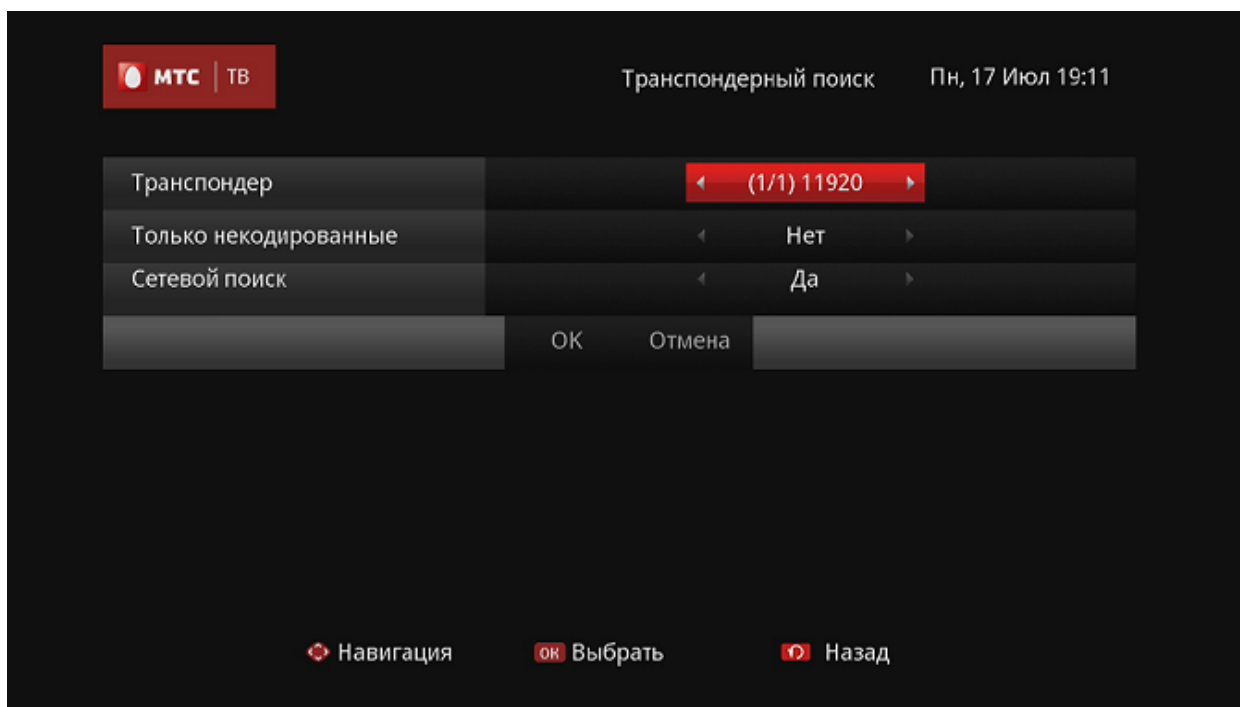 МТС ТВ
Транспондерный поиск Пн, 17 Июл 19:11
Транспондер (1/1) 11920
Только некодированные Нет
Сетевой поиск Да
OK Отмена
Навигация OK Выбрать Назад